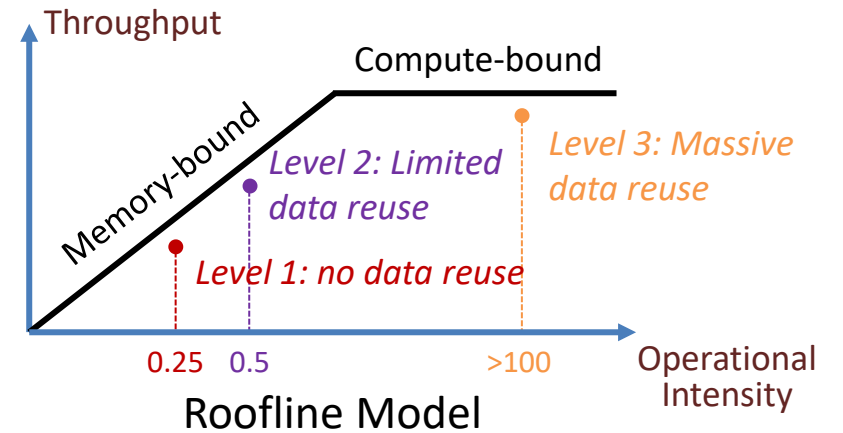 Throughput
Compute-bound
Memory-bound
Level 2: Limited
data reuse
Level 3: Massive
data reuse
Level 1: no data reuse
0.25
0.5
>100
Operational
Intensity
Roofline Model